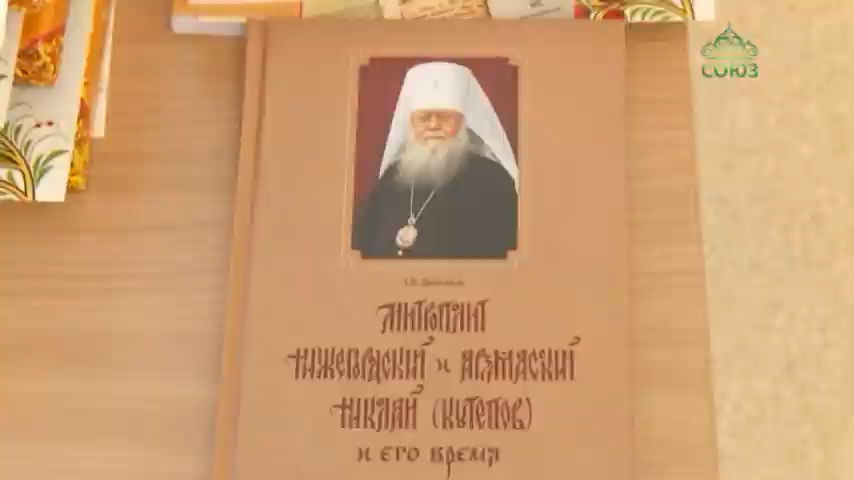 СОЮЗ
МИТРОПОЛИТ
НИЖЕГОРОДСКИЙ И АРЗАМАССКИЙ
НИКОЛАЙ (КУТЕПОВ)
И ЕГО ВРЕМЯ